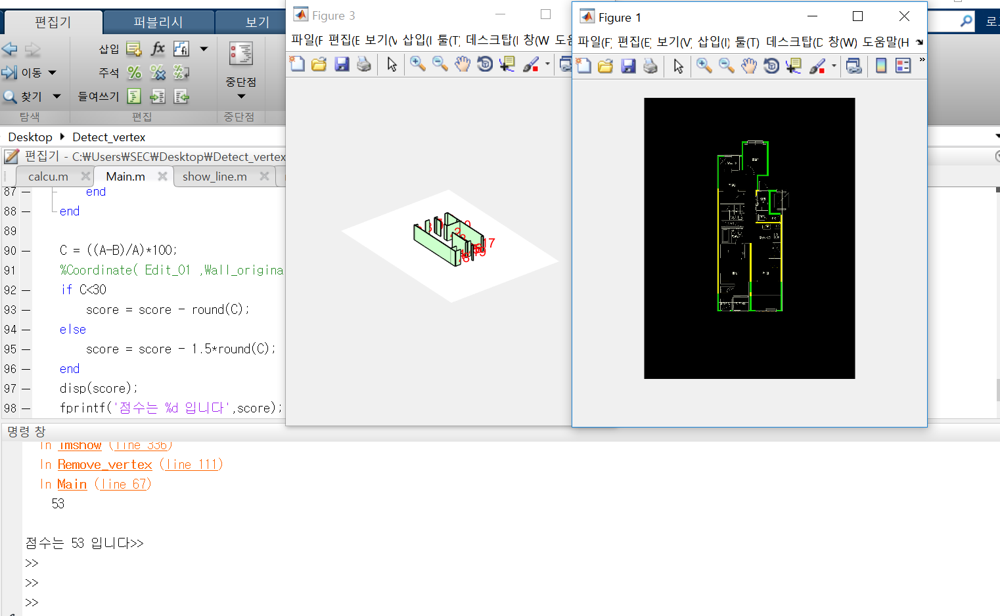 편집기 퍼블리시 보기
삽입 fx fi
이동 주석
찾기 들여쓰기 중단점
탐색 편집 중단점
Desktop ▸ Detect_vertex
편집기 - C:₩Users₩SEC₩Desktop₩Detect_vertex
calcu.m Main.m show_line.m
87 end
88 end
89
90 C = ((A-B)/A)*100;
91 %Coordinate( Edit_01 ,Wall_origina
92 if C<30
93 score = score - round(C);
94 else
95 score = score - 1.5*round(C);
96 end
97 disp(score);
98 fprintf('점수는 %d 입니다',score);
명령 창
In imshow (line 336)
In Remove_vertex (line 111)
In Main (line 67)
53
점수는 53 입니다>>
>>
>>
>>
Figure 3
파일(F 편집(E 보기(V 삽입(I 툴(T) 데스크탑(I 창(W 도움
17
19
Figure 1
파일(F) 편집(E) 보기(V) 삽입(I) 툴(T) 데스크탑(D 창(W) 도움말(H
로